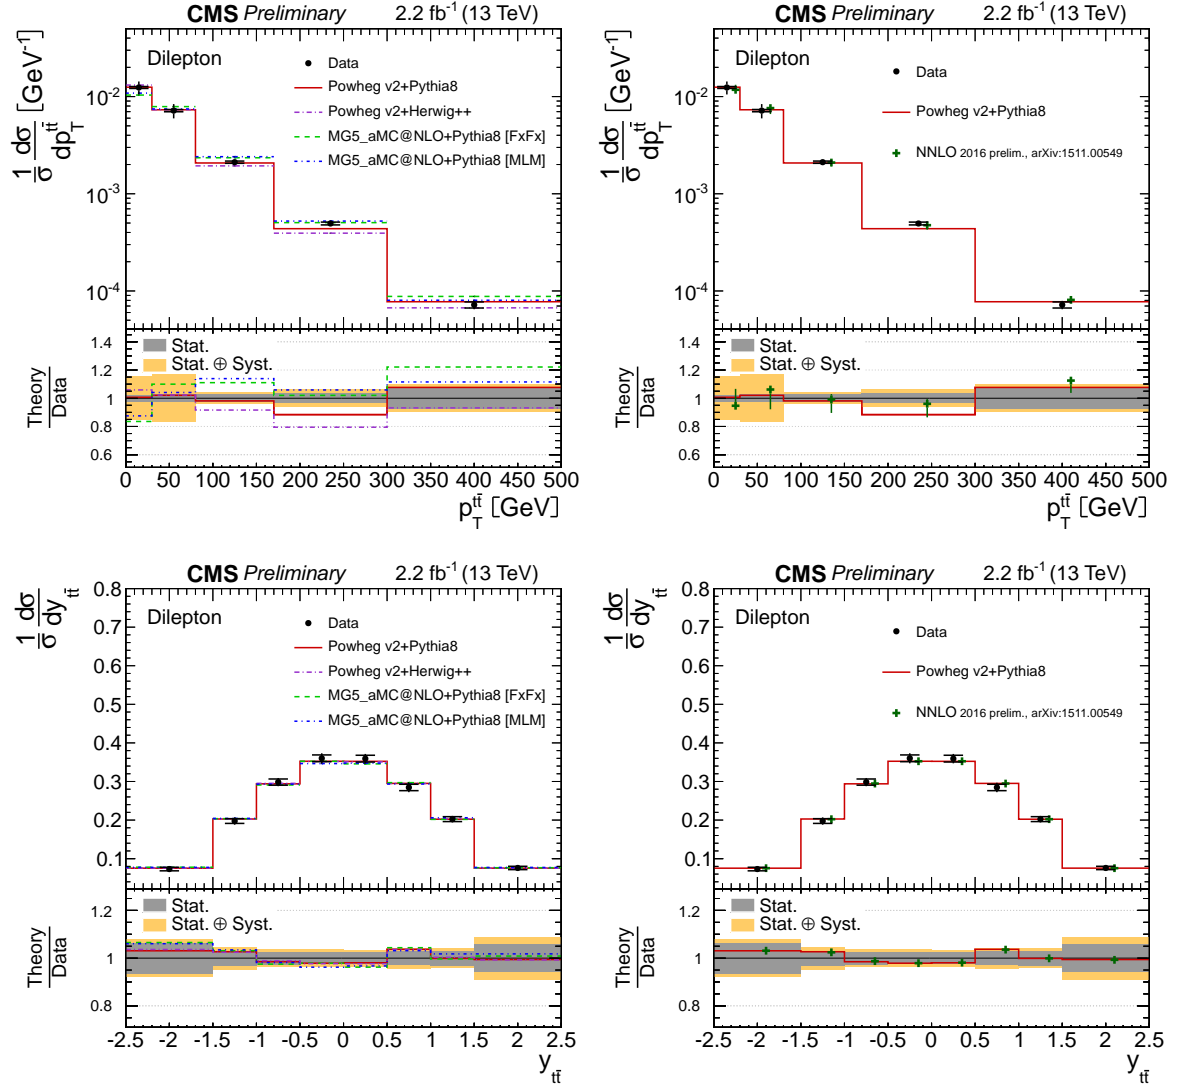 CMS Preliminary 2.2 fb⁻¹ (13 TeV)
1/σ dσ/dp_T^{tt̄} [GeV⁻¹]
Dilepton
Data
Powheg v2+Pythia8
Powheg v2+Herwig++
MG5_aMC@NLO+Pythia8 [FxFx]
MG5_aMC@NLO+Pythia8 [MLM]
10⁻²
10⁻³
10⁻⁴
Stat.
Stat. ⊕ Syst.
Theory
Data
1.4
1.2
1.0
0.8
0.6
0 50 100 150 200 250 300 350 400 450 500
p_T^{tt̄} [GeV]
CMS Preliminary 2.2 fb⁻¹ (13 TeV)
1/σ dσ/dp_T^{tt̄} [GeV⁻¹]
Dilepton
Data
Powheg v2+Pythia8
NNLO 2016 prelim., arXiv:1511.00549
10⁻²
10⁻³
10⁻⁴
Stat.
Stat. ⊕ Syst.
Theory
Data
1.4
1.2
1.0
0.8
0.6
0 50 100 150 200 250 300 350 400 450 500
p_T^{tt̄} [GeV]
CMS Preliminary 2.2 fb⁻¹ (13 TeV)
1/σ dσ/dy_{tt̄}
Dilepton
Data
Powheg v2+Pythia8
Powheg v2+Herwig++
MG5_aMC@NLO+Pythia8 [FxFx]
MG5_aMC@NLO+Pythia8 [MLM]
0.8
0.7
0.6
0.5
0.4
0.3
0.2
0.1
Stat.
Stat. ⊕ Syst.
Theory
Data
1.2
1
0.8
-2.5 -2 -1.5 -1 -0.5 0 0.5 1 1.5 2 2.5
y_{tt̄}
CMS Preliminary 2.2 fb⁻¹ (13 TeV)
1/σ dσ/dy_{tt̄}
Dilepton
Data
Powheg v2+Pythia8
NNLO 2016 prelim., arXiv:1511.00549
0.8
0.7
0.6
0.5
0.4
0.3
0.2
0.1
Stat.
Stat. ⊕ Syst.
Theory
Data
1.2
1
0.8
-2.5 -2 -1.5 -1 -0.5 0 0.5 1 1.5 2 2.5
y_{tt̄}